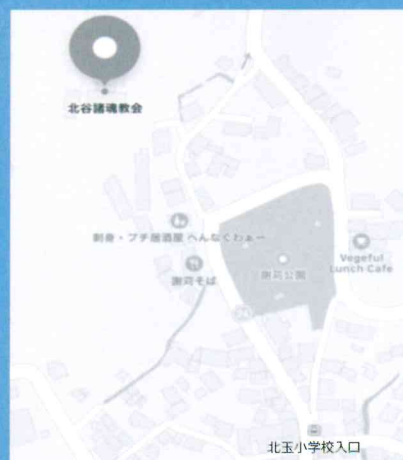 北谷諸魂教会
刺身・プチ居酒屋 へんなくわぁー
謝苅そば
謝苅公園
Vegeful
Lunch Cafe
24
北玉小学校入口